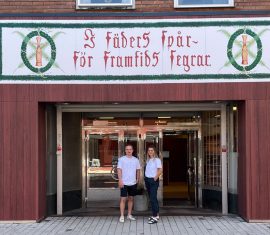 I fäders spår-
för framtids segrar.